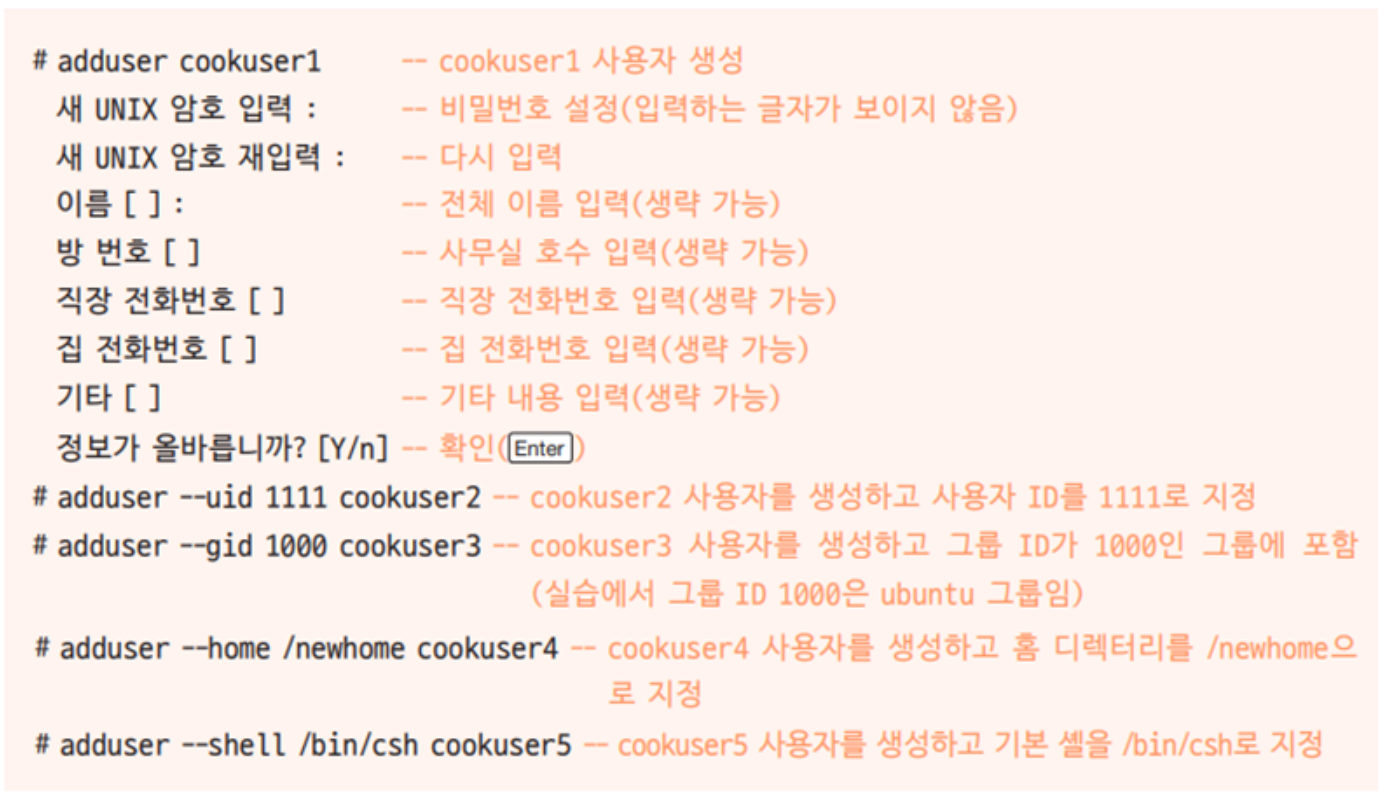 # adduser cookuser1 -- cookuser1 사용자 생성
새 UNIX 암호 입력 : -- 비밀번호 설정(입력하는 글자가 보이지 않음)
새 UNIX 암호 재입력 : -- 다시 입력
이름 [ ] : -- 전체 이름 입력(생략 가능)
방 번호 [ ] -- 사무실 호수 입력(생략 가능)
직장 전화번호 [ ] -- 직장 전화번호 입력(생략 가능)
집 전화번호 [ ] -- 집 전화번호 입력(생략 가능)
기타 [ ] -- 기타 내용 입력(생략 가능)
정보가 올바릅니까? [Y/n] -- 확인(Enter)
# adduser --uid 1111 cookuser2 -- cookuser2 사용자를 생성하고 사용자 ID를 1111로 지정
# adduser --gid 1000 cookuser3 -- cookuser3 사용자를 생성하고 그룹 ID가 1000인 그룹에 포함
(실습에서 그룹 ID 1000은 ubuntu 그룹임)
# adduser --home /newhome cookuser4 -- cookuser4 사용자를 생성하고 홈 디렉터리를 /newhome으
로 지정
# adduser --shell /bin/csh cookuser5 -- cookuser5 사용자를 생성하고 기본 셸을 /bin/csh로 지정